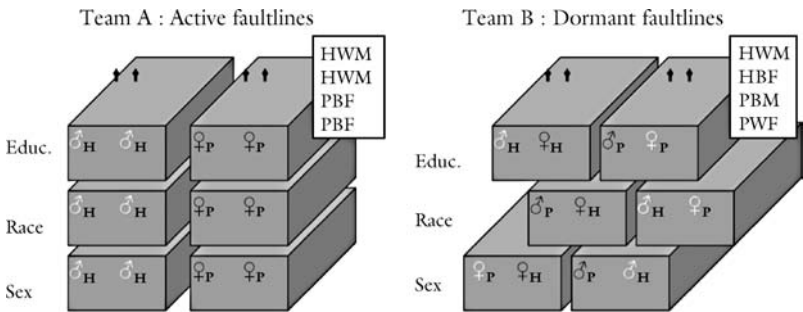 Team A : Active faultlines
HWM
HWM
PBF
PBF
Educ.
♂H ♂H ♀P ♀P
Race
♂H ♂H ♀P ♀P
Sex
♂H ♂H ♀P ♀P
Team B : Dormant faultlines
HWM
HBF
PBM
PWF
Educ.
♂H ♀H ♂P ♀P
Race
♂P ♀H ♂H ♀P
Sex
♀P ♀H ♂P ♂H